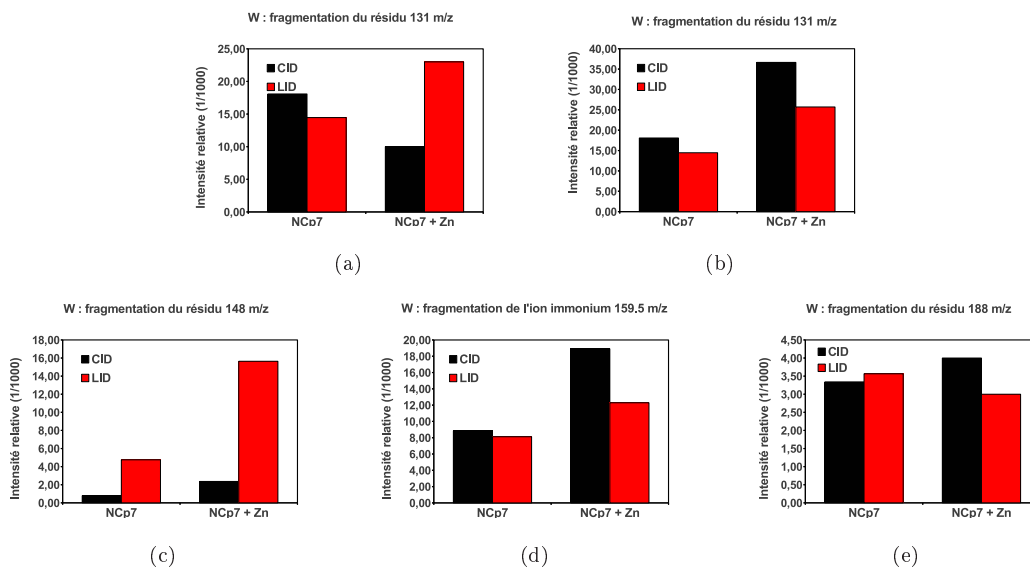 W : fragmentation du résidu 131 m/z
Intensité relative (1/1000)
25,00
20,00
15,00
10,00
5,00
0,00
CID
LID
NCp7
NCp7 + Zn
(a)
W : fragmentation du résidu 131 m/z
Intensité relative (1/1000)
40,00
35,00
30,00
25,00
20,00
15,00
10,00
5,00
0,00
CID
LID
NCp7
NCp7 + Zn
(b)
W : fragmentation du résidu 148 m/z
Intensité relative (1/1000)
18,00
16,00
14,00
12,00
10,00
8,00
6,00
4,00
2,00
0,00
CID
LID
NCp7
NCp7 + Zn
(c)
W : fragmentation de l'ion immonium 159.5 m/z
Intensité relative (1/1000)
20,00
18,00
16,00
14,00
12,00
10,00
8,00
6,00
4,00
2,00
0,00
CID
LID
NCp7
NCp7 + Zn
(d)
W : fragmentation du résidu 188 m/z
Intensité relative (1/1000)
4,50
4,00
3,50
3,00
2,50
2,00
1,50
1,00
0,50
0,00
CID
LID
NCp7
NCp7 + Zn
(e)